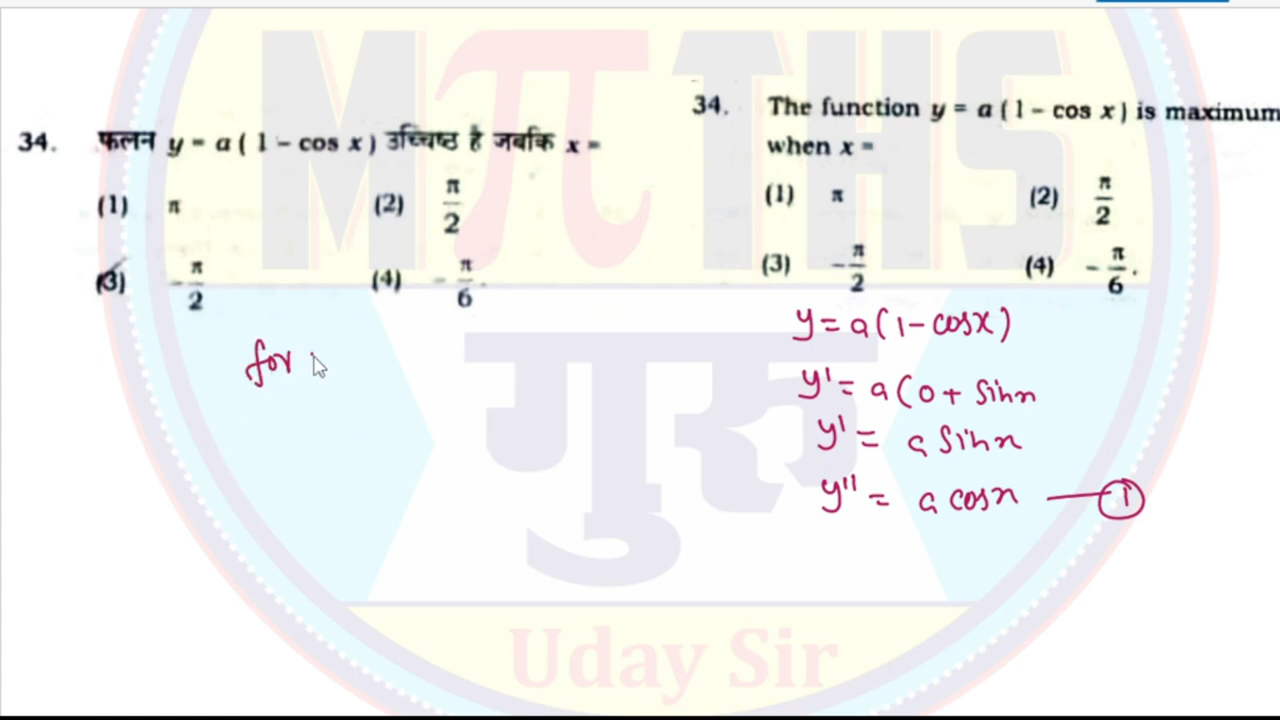 MπTHS
34. फलन y = a ( 1 - cos x ) उच्चिष्ठ है जबकि x =
(1) π (2) π/2
(3) - π/2 (4) - π/6 .
34. The function y = a ( 1 - cos x ) is maximum
when x =
(1) π (2) π/2
(3) - π/2 (4) - π/6 .
for
y = a(1-cosx)
y' = a(0+ sinx
y' = a sinx
y'' = a cosx — ①
गुरु
Uday Sir